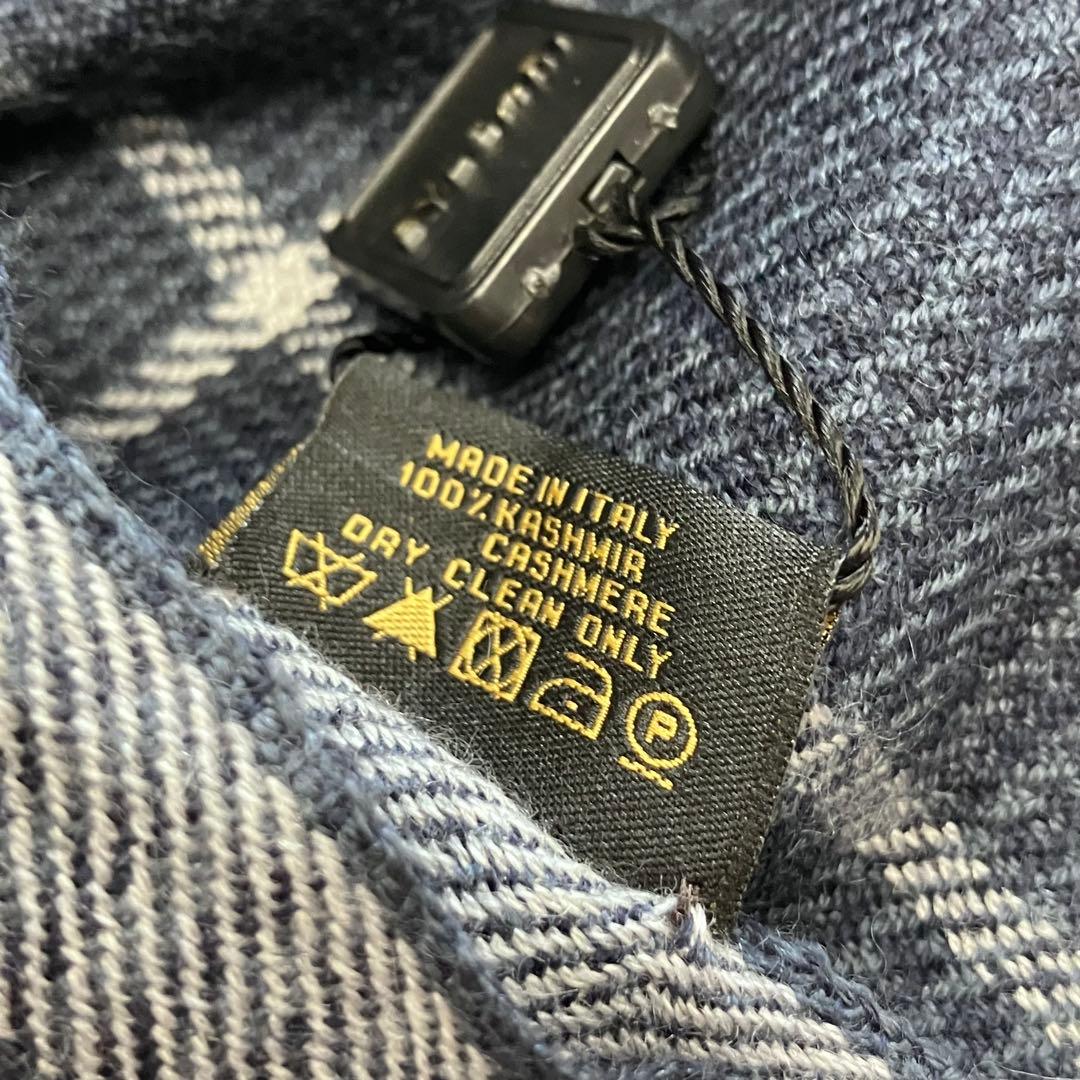 MADE IN ITALY
100%KASHMIR
CASHMERE
DRY CLEAN ONLY
P